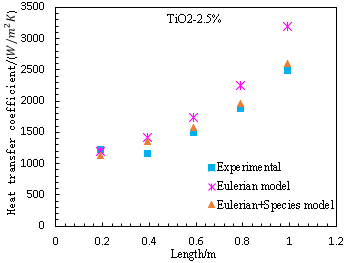 TiO2-2.5%
Heat transfer coefficient/(W/m²K)
3500
3000
2500
2000
1500
1000
500
0
Experimental
Eulerian model
Eulerian+Species model
0 0.2 0.4 0.6 0.8 1 1.2
Length/m